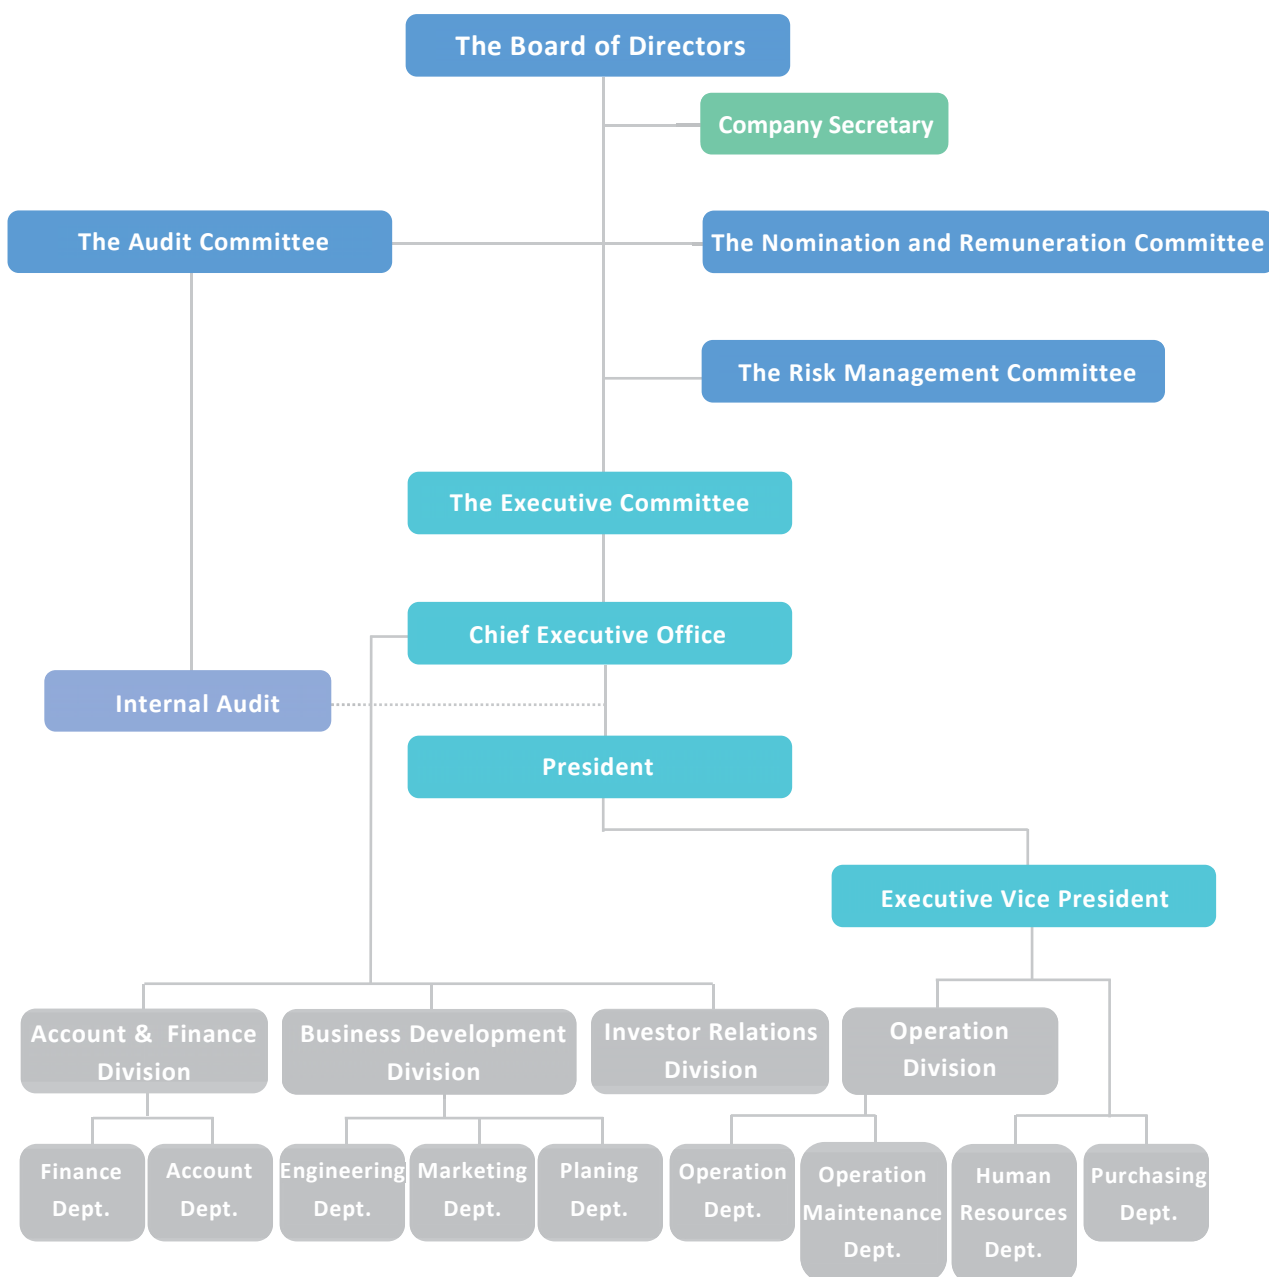 The Board of Directors
Company Secretary
The Audit Committee
The Nomination and Remuneration Committee
The Risk Management Committee
The Executive Committee
Chief Executive Office
Internal Audit
President
Executive Vice President
Account & Finance
Division
Business Development
Division
Investor Relations
Division
Operation
Division
Finance
Dept.
Account
Dept.
Engineering
Dept.
Marketing
Dept.
Planing
Dept.
Operation
Dept.
Operation
Maintenance
Dept.
Human
Resources
Dept.
Purchasing
Dept.